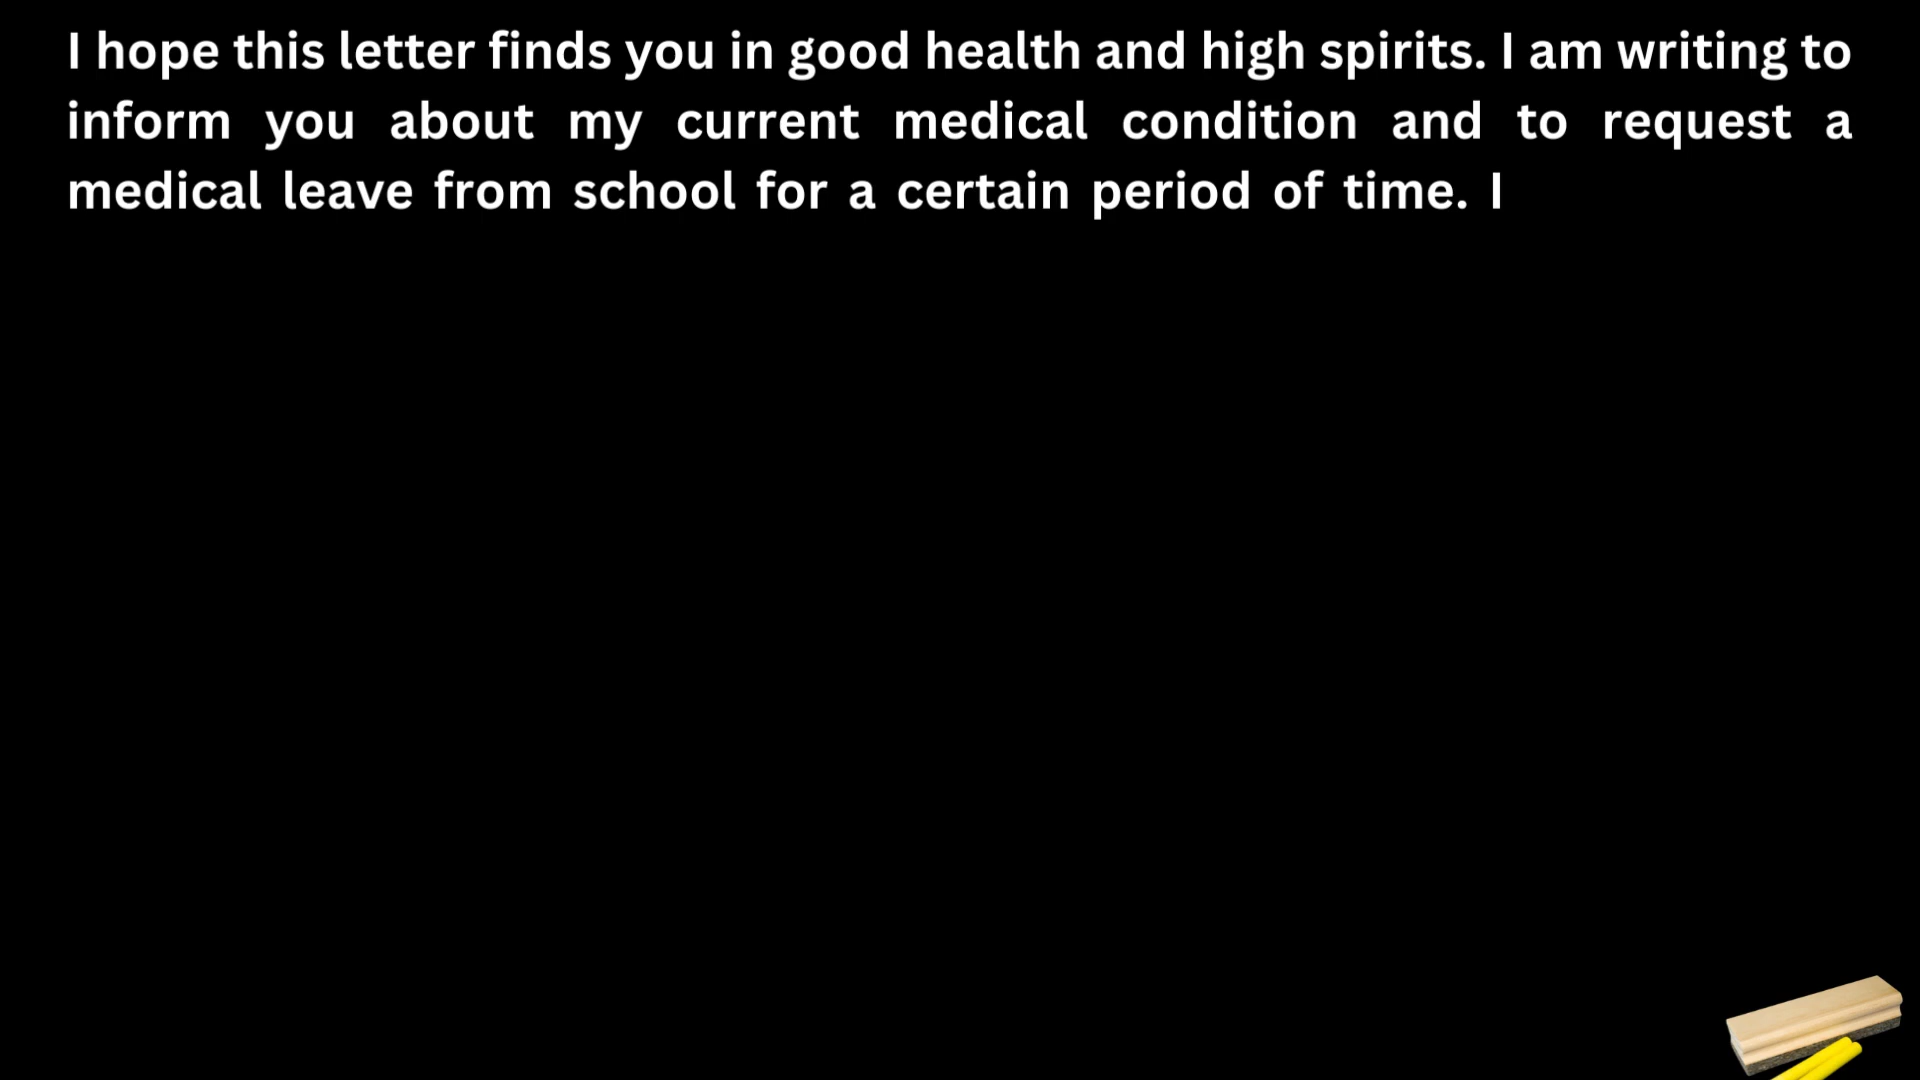 I hope this letter finds you in good health and high spirits. I am writing to
inform you about my current medical condition and to request a
medical leave from school for a certain period of time. I